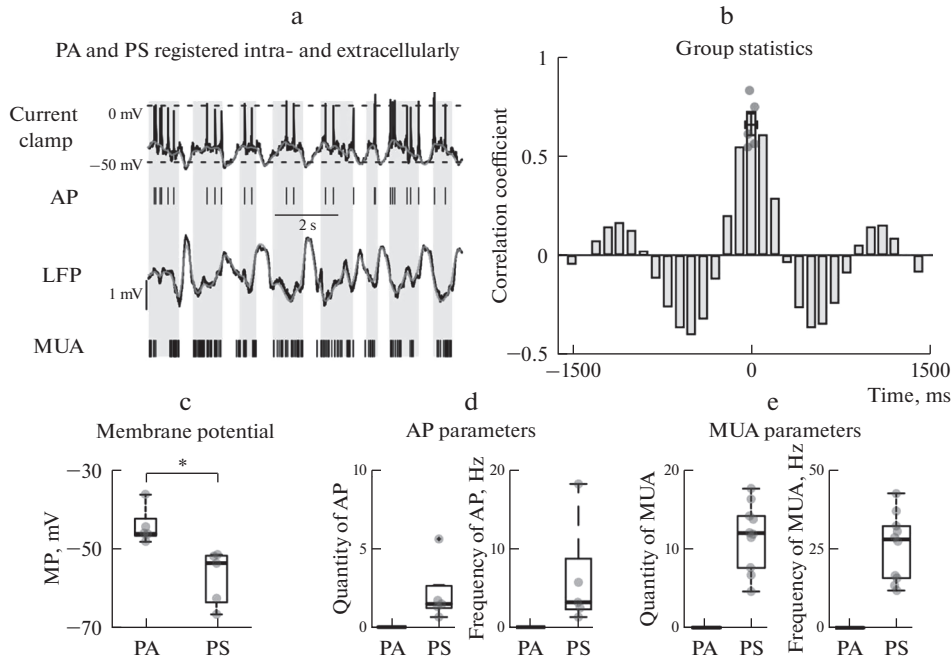 a
PA and PS registered intra- and extracellularly
Current
clamp
0 mV
−50 mV
AP
2 s
LFP
1 mV
MUA
b
Group statistics
Correlation coefficient
1
0.5
0
−0.5
−1500
0
1500
Time, ms
c
Membrane potential
MP, mV
−30
−50
−70
*
PA
PS
d
AP parameters
Quantity of AP
10
5
0
PA
PS
Frequency of AP, Hz
20
10
0
PA
PS
e
MUA parameters
Quantity of MUA
20
10
0
PA
PS
Frequency of MUA, Hz
50
25
0
PA
PS